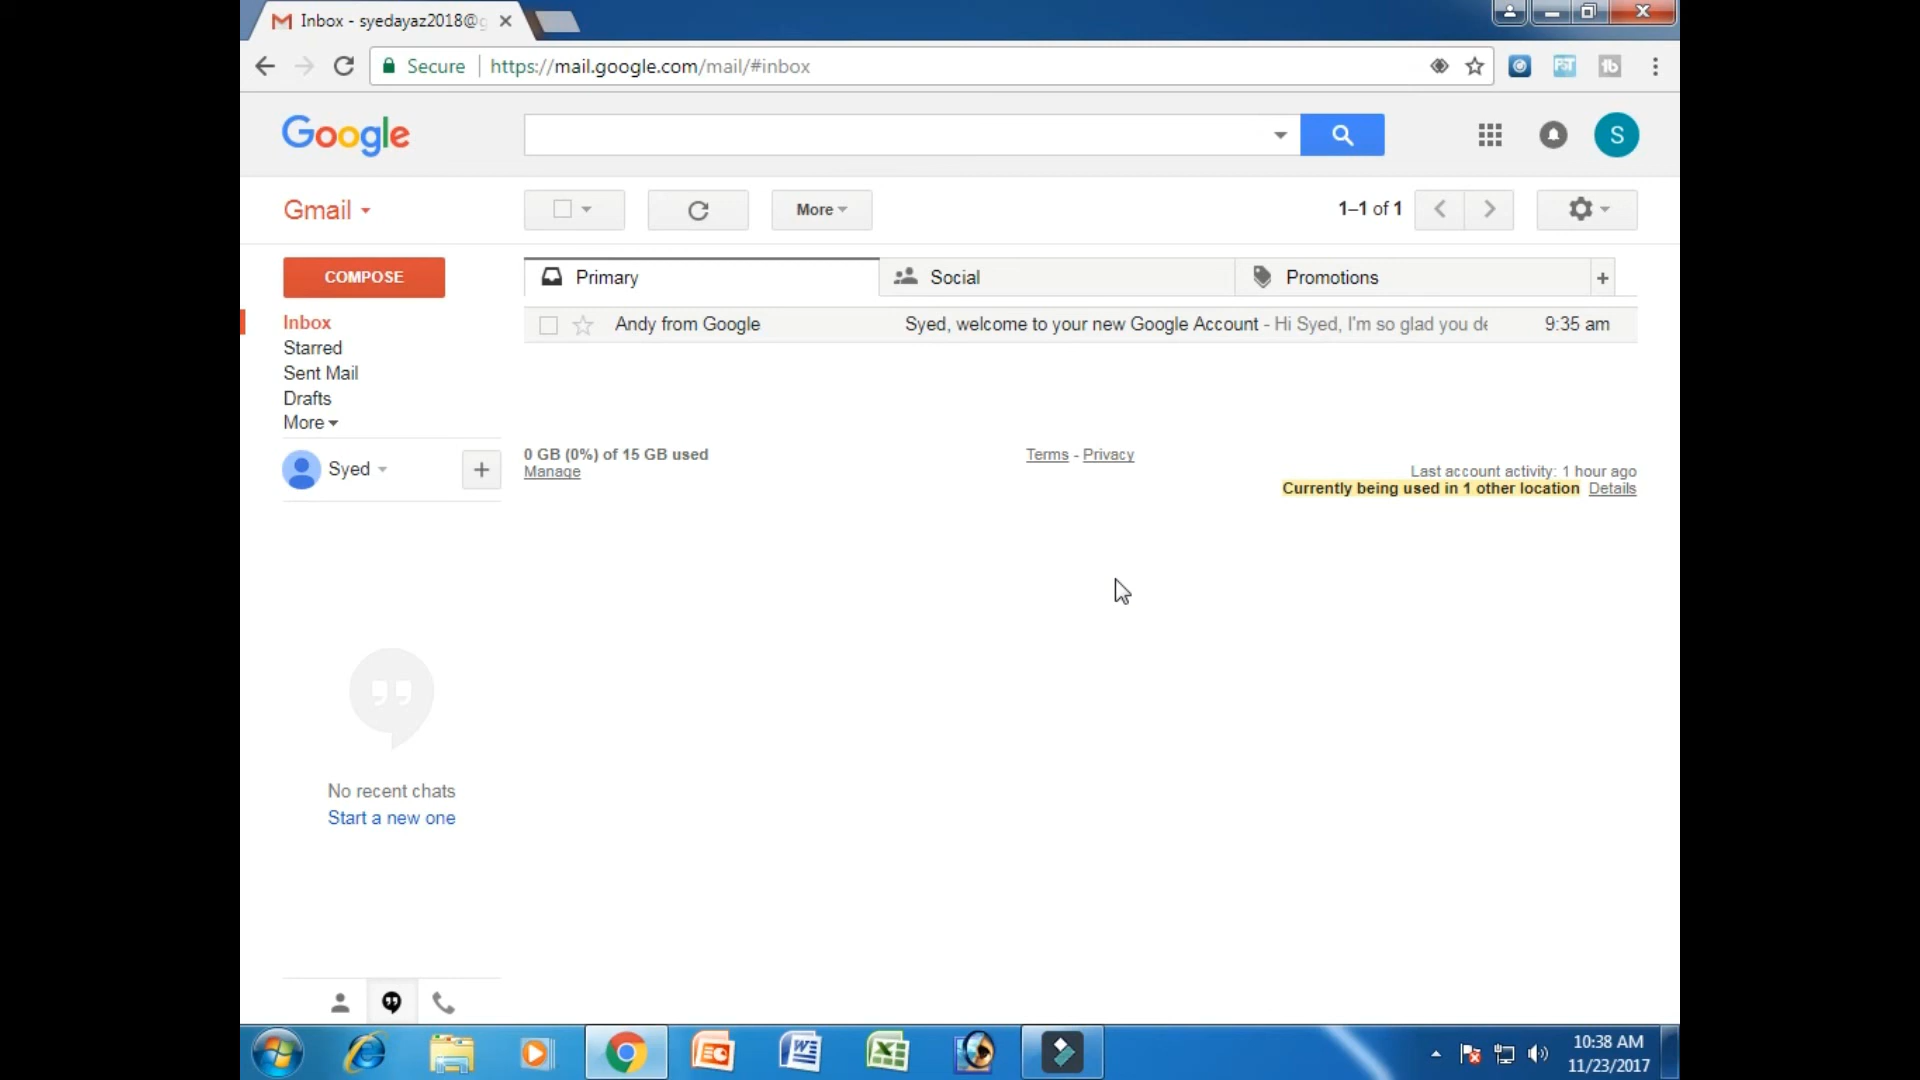 Inbox - syedayaz2018@g
Secure
https://mail.google.com/mail/#inbox
Google
S
Gmail
More
1–1 of 1
COMPOSE
Primary
Social
Promotions
+
Inbox
Starred
Sent Mail
Drafts
More
Andy from Google
Syed, welcome to your new Google Account - Hi Syed, I'm so glad you de
9:35 am
Syed
+
0 GB (0%) of 15 GB used
Manage
Terms - Privacy
Last account activity: 1 hour ago
Currently being used in 1 other location Details
No recent chats
Start a new one
10:38 AM
11/23/2017